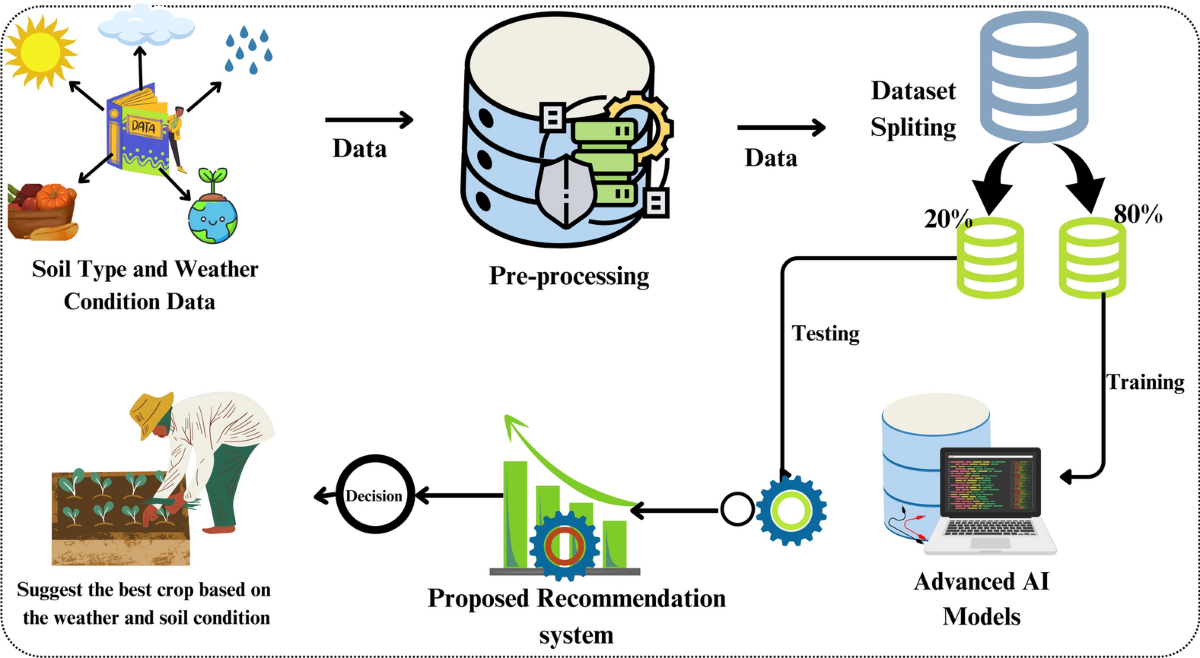 DATA
Soil Type and Weather
Condition Data
Data
Pre-processing
Data
Dataset
Spliting
20%
80%
Testing
Training
Advanced AI
Models
Proposed Recommendation
system
Decision
Suggest the best crop based on
the weather and soil condition